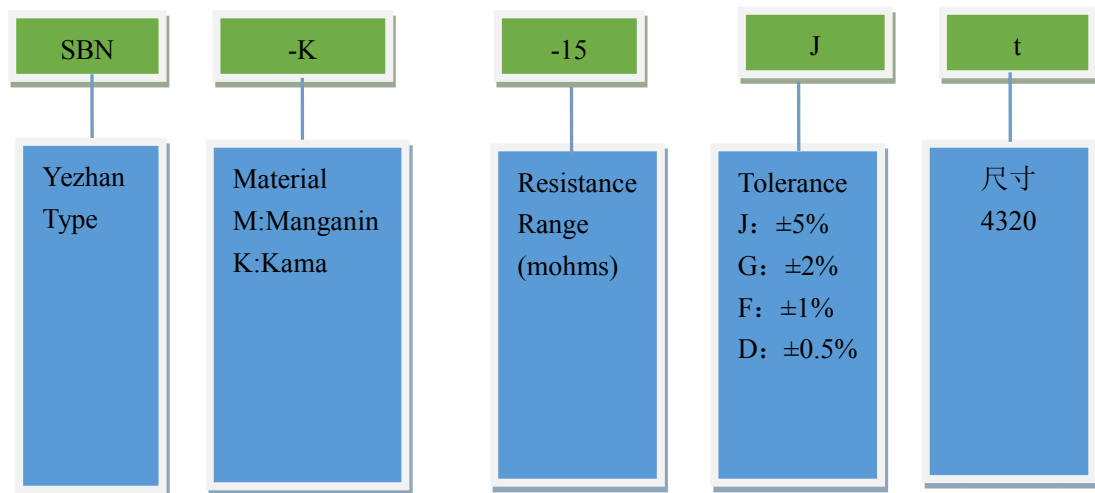 SBN
-K
-15
J
t
Yezhan
Type
Material
M:Manganin
K:Kama
Resistance
Range
(mohms)
Tolerance
J：±5%
G：±2%
F：±1%
D：±0.5%
尺寸
4320